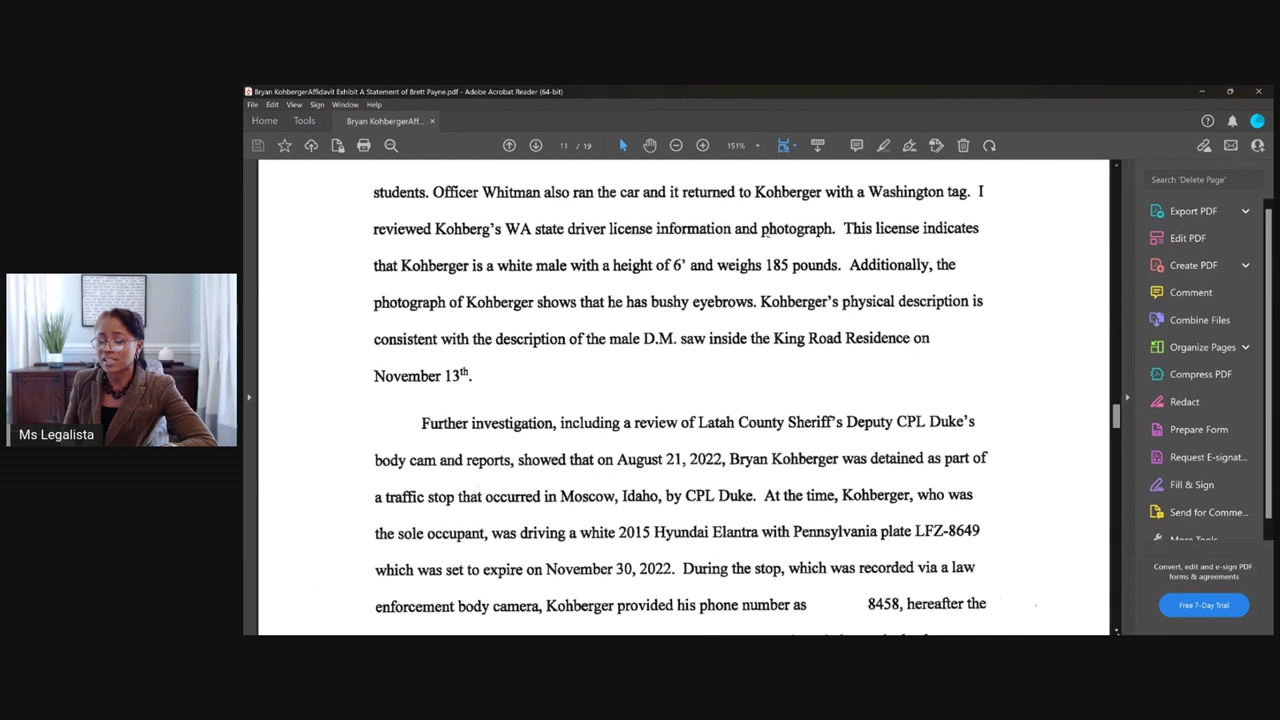 Bryan KohbergerAffidavit Exhibit A Statement of Brett Payne.pdf - Adobe Acrobat Reader (64-bit)
File Edit View Sign Window Help
Home Tools Bryan KohbergerAff... ×
11 / 19 151%
students. Officer Whitman also ran the car and it returned to Kohberger with a Washington tag. I
reviewed Kohberg's WA state driver license information and photograph. This license indicates
that Kohberger is a white male with a height of 6' and weighs 185 pounds. Additionally, the
photograph of Kohberger shows that he has bushy eyebrows. Kohberger's physical description is
consistent with the description of the male D.M. saw inside the King Road Residence on
November 13th.
Further investigation, including a review of Latah County Sheriff's Deputy CPL Duke's
body cam and reports, showed that on August 21, 2022, Bryan Kohberger was detained as part of
a traffic stop that occurred in Moscow, Idaho, by CPL Duke. At the time, Kohberger, who was
the sole occupant, was driving a white 2015 Hyundai Elantra with Pennsylvania plate LFZ-8649
which was set to expire on November 30, 2022. During the stop, which was recorded via a law
enforcement body camera, Kohberger provided his phone number as 8458, hereafter the
Search 'Delete Page'
Export PDF
Edit PDF
Create PDF
Comment
Combine Files
Organize Pages
Compress PDF
Redact
Prepare Form
Request E-signat...
Fill & Sign
Send for Comme...
More Tools
Convert, edit and e-sign PDF
forms & agreements
Free 7-Day Trial
Ms Legalista